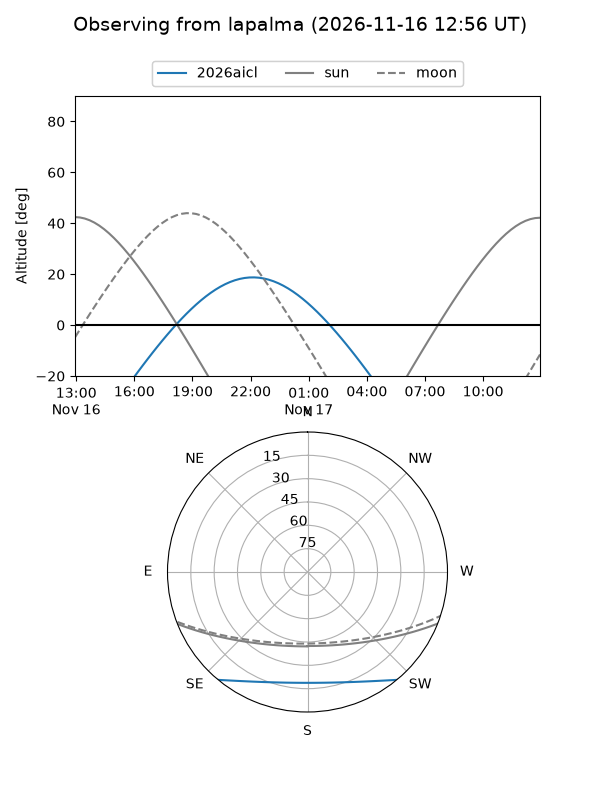 Observing from lapalma (2026-11-16 12:56 UT)
2026aicl sun moon
80
60
40
20
0
−20
Altitude [deg]
13:00 16:00 19:00 22:00 01:00 04:00 07:00 10:00
Nov 16 Nov 17
N
NE NW
15
30
45
60
75
E W
SE SW
S